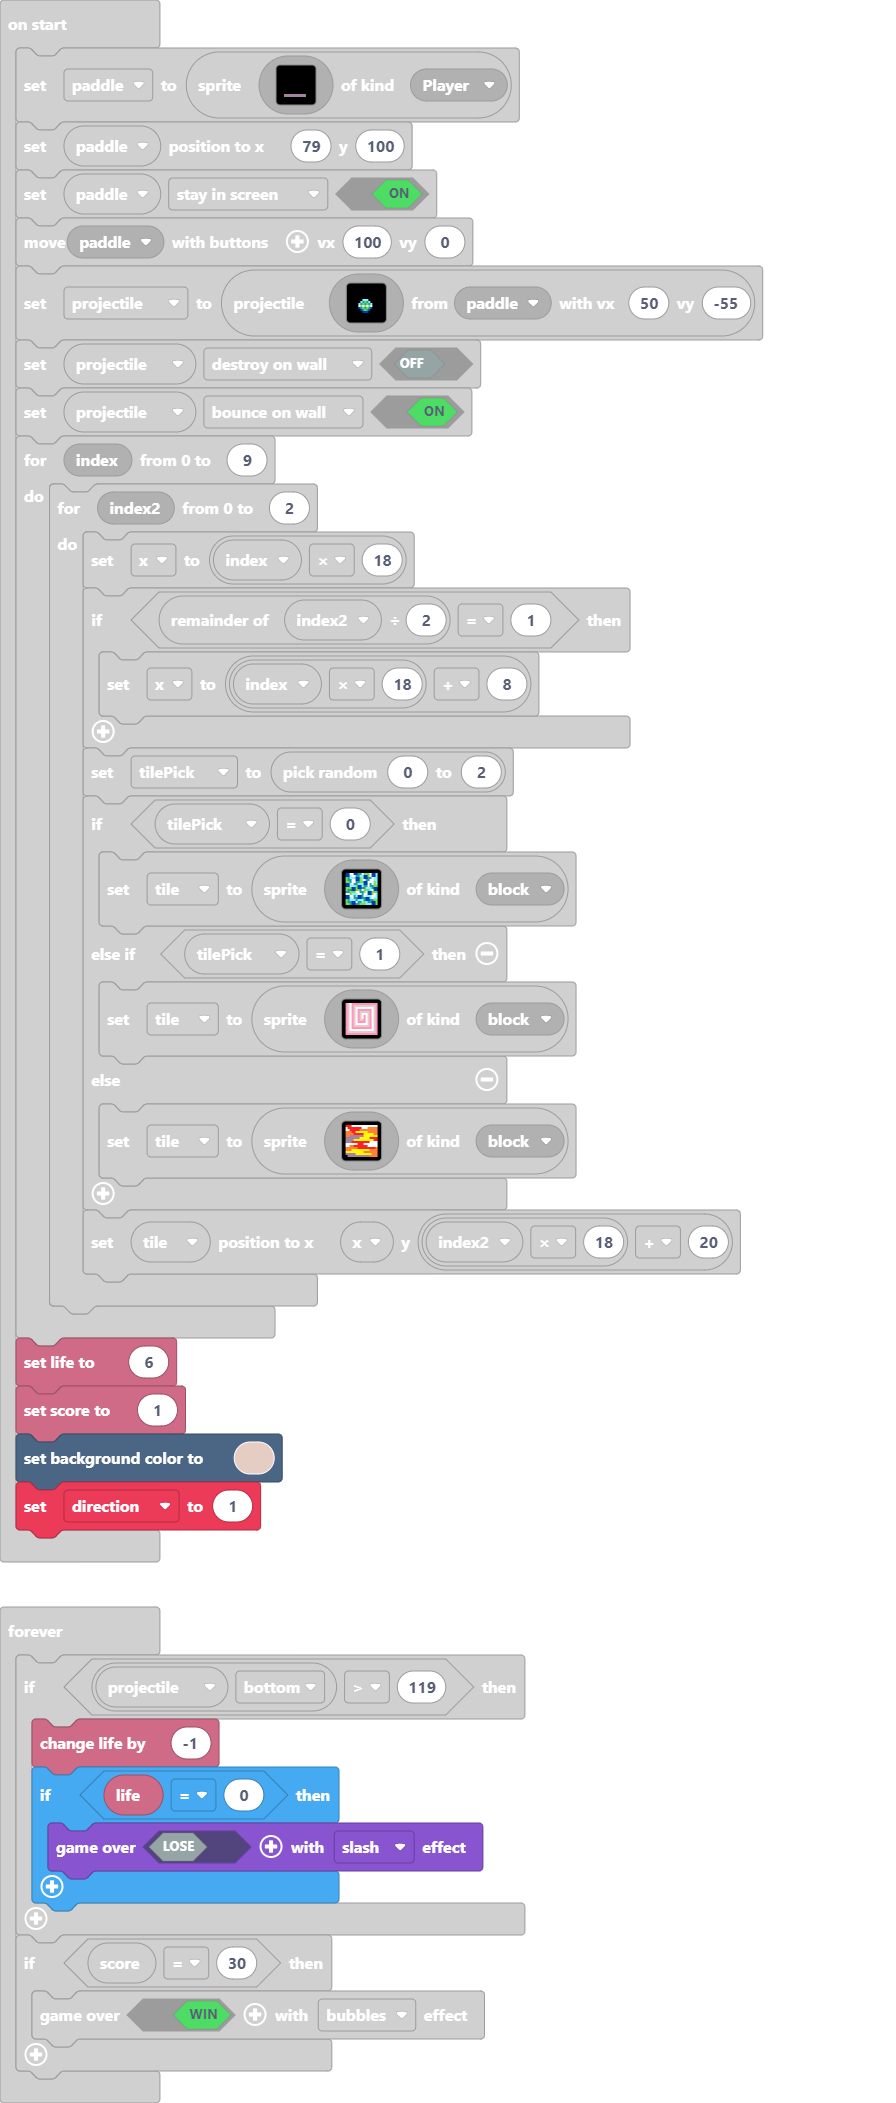 on start
set paddle to sprite of kind Player
set paddle position to x 79 y 100
set paddle stay in screen ON
move paddle with buttons vx 100 vy 0
set projectile to projectile from paddle with vx 50 vy -55
set projectile destroy on wall OFF
set projectile bounce on wall ON
for index from 0 to 9
do for index2 from 0 to 2
do set x to index × 18
if remainder of index2 ÷ 2 = 1 then
set x to index × 18 + 8
set tilePick to pick random 0 to 2
if tilePick = 0 then
set tile to sprite of kind block
else if tilePick = 1 then
set tile to sprite of kind block
else
set tile to sprite of kind block
set tile position to x x y index2 × 18 + 20
set life to 6
set score to 1
set background color to
set direction to 1
forever
if projectile bottom > 119 then
change life by -1
if life = 0 then
game over LOSE with slash effect
if score = 30 then
game over WIN with bubbles effect